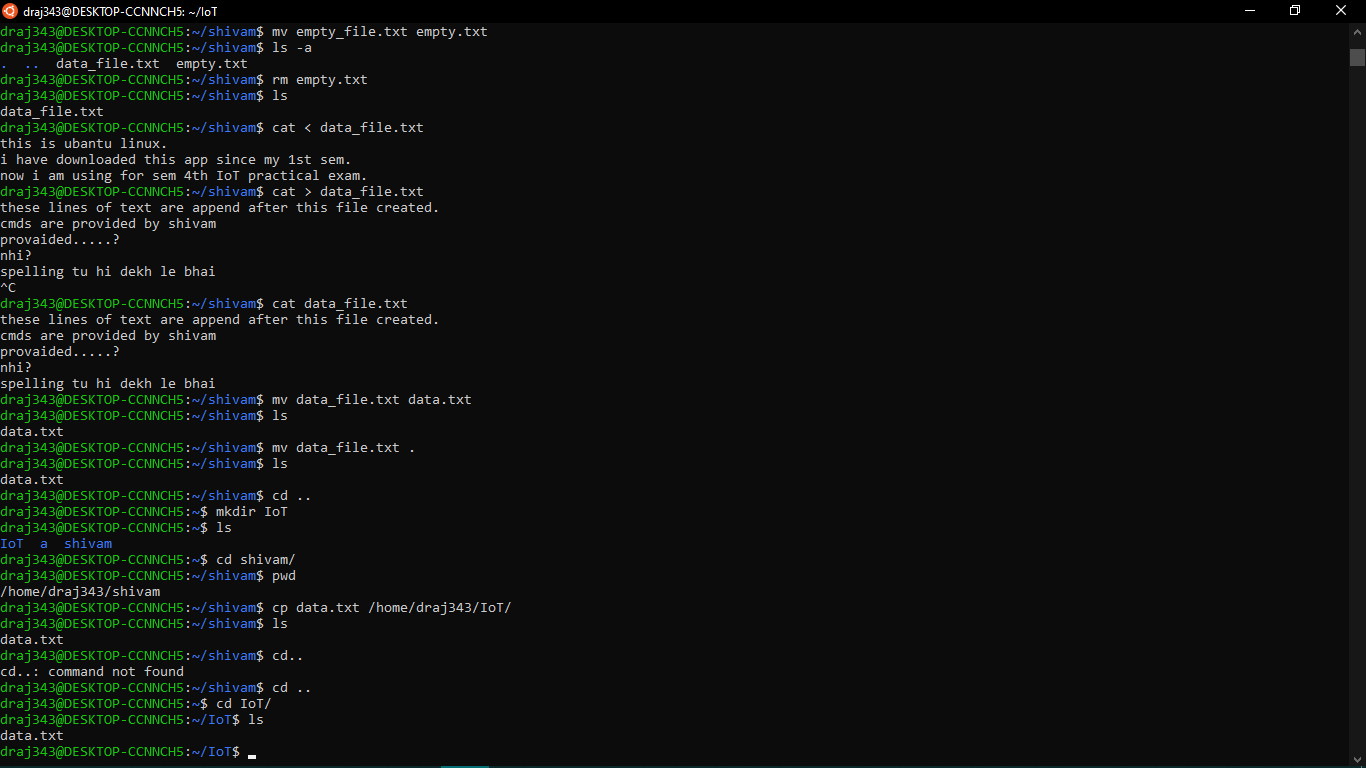 draj343@DESKTOP-CCNNCH5: ~/IoT
draj343@DESKTOP-CCNNCH5:~/shivam$ mv empty_file.txt empty.txt
draj343@DESKTOP-CCNNCH5:~/shivam$ ls -a
.  ..  data_file.txt  empty.txt
draj343@DESKTOP-CCNNCH5:~/shivam$ rm empty.txt
draj343@DESKTOP-CCNNCH5:~/shivam$ ls
data_file.txt
draj343@DESKTOP-CCNNCH5:~/shivam$ cat < data_file.txt
this is ubantu linux.
i have downloaded this app since my 1st sem.
now i am using for sem 4th IoT practical exam.
draj343@DESKTOP-CCNNCH5:~/shivam$ cat > data_file.txt
these lines of text are append after this file created.
cmds are provided by shivam
provaided.....?
nhi?
spelling tu hi dekh le bhai
^C
draj343@DESKTOP-CCNNCH5:~/shivam$ cat data_file.txt
these lines of text are append after this file created.
cmds are provided by shivam
provaided.....?
nhi?
spelling tu hi dekh le bhai
draj343@DESKTOP-CCNNCH5:~/shivam$ mv data_file.txt data.txt
draj343@DESKTOP-CCNNCH5:~/shivam$ ls
data.txt
draj343@DESKTOP-CCNNCH5:~/shivam$ mv data_file.txt .
draj343@DESKTOP-CCNNCH5:~/shivam$ ls
data.txt
draj343@DESKTOP-CCNNCH5:~/shivam$ cd ..
draj343@DESKTOP-CCNNCH5:~$ mkdir IoT
draj343@DESKTOP-CCNNCH5:~$ ls
IoT  a  shivam
draj343@DESKTOP-CCNNCH5:~$ cd shivam/
draj343@DESKTOP-CCNNCH5:~/shivam$ pwd
/home/draj343/shivam
draj343@DESKTOP-CCNNCH5:~/shivam$ cp data.txt /home/draj343/IoT/
draj343@DESKTOP-CCNNCH5:~/shivam$ ls
data.txt
draj343@DESKTOP-CCNNCH5:~/shivam$ cd..
cd..: command not found
draj343@DESKTOP-CCNNCH5:~/shivam$ cd ..
draj343@DESKTOP-CCNNCH5:~$ cd IoT/
draj343@DESKTOP-CCNNCH5:~/IoT$ ls
data.txt
draj343@DESKTOP-CCNNCH5:~/IoT$